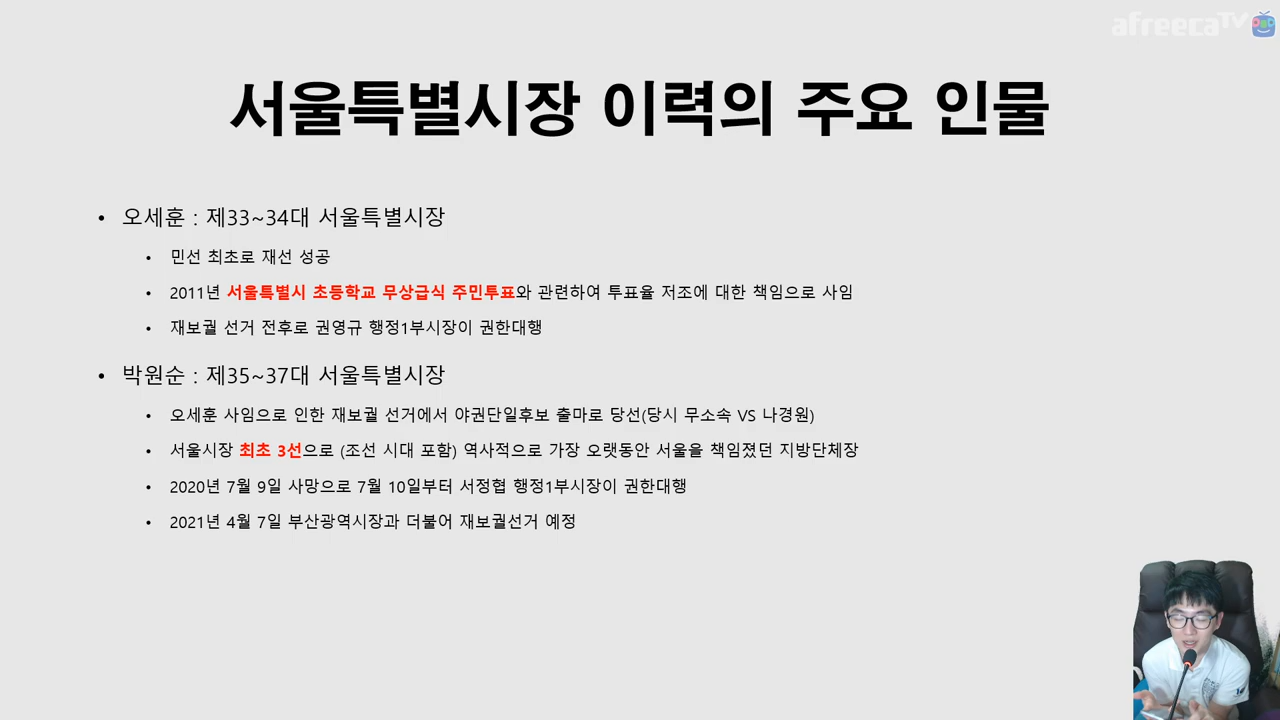 afreecaTV
서울특별시장 이력의 주요 인물
• 오세훈 : 제33~34대 서울특별시장
• 민선 최초로 재선 성공
• 2011년 서울특별시 초등학교 무상급식 주민투표와 관련하여 투표율 저조에 대한 책임으로 사임
• 재보궐 선거 전후로 권영규 행정1부시장이 권한대행
• 박원순 : 제35~37대 서울특별시장
• 오세훈 사임으로 인한 재보궐 선거에서 야권단일후보 출마로 당선(당시 무소속 VS 나경원)
• 서울시장 최초 3선으로 (조선 시대 포함) 역사적으로 가장 오랫동안 서울을 책임졌던 지방단체장
• 2020년 7월 9일 사망으로 7월 10일부터 서정협 행정1부시장이 권한대행
• 2021년 4월 7일 부산광역시장과 더불어 재보궐선거 예정